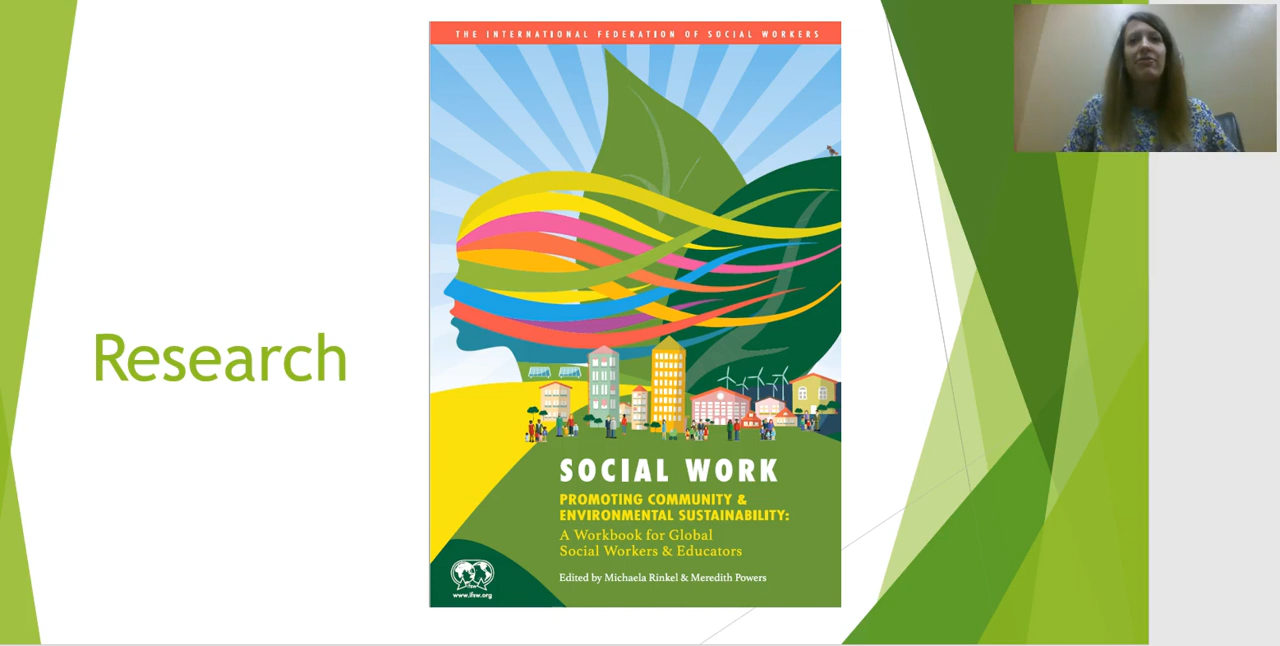 Research
THE INTERNATIONAL FEDERATION OF SOCIAL WORKERS
SOCIAL WORK
PROMOTING COMMUNITY &
ENVIRONMENTAL SUSTAINABILITY:
A Workbook for Global
Social Workers & Educators
Edited by Michaela Rinkel & Meredith Powers
www.ifsw.org